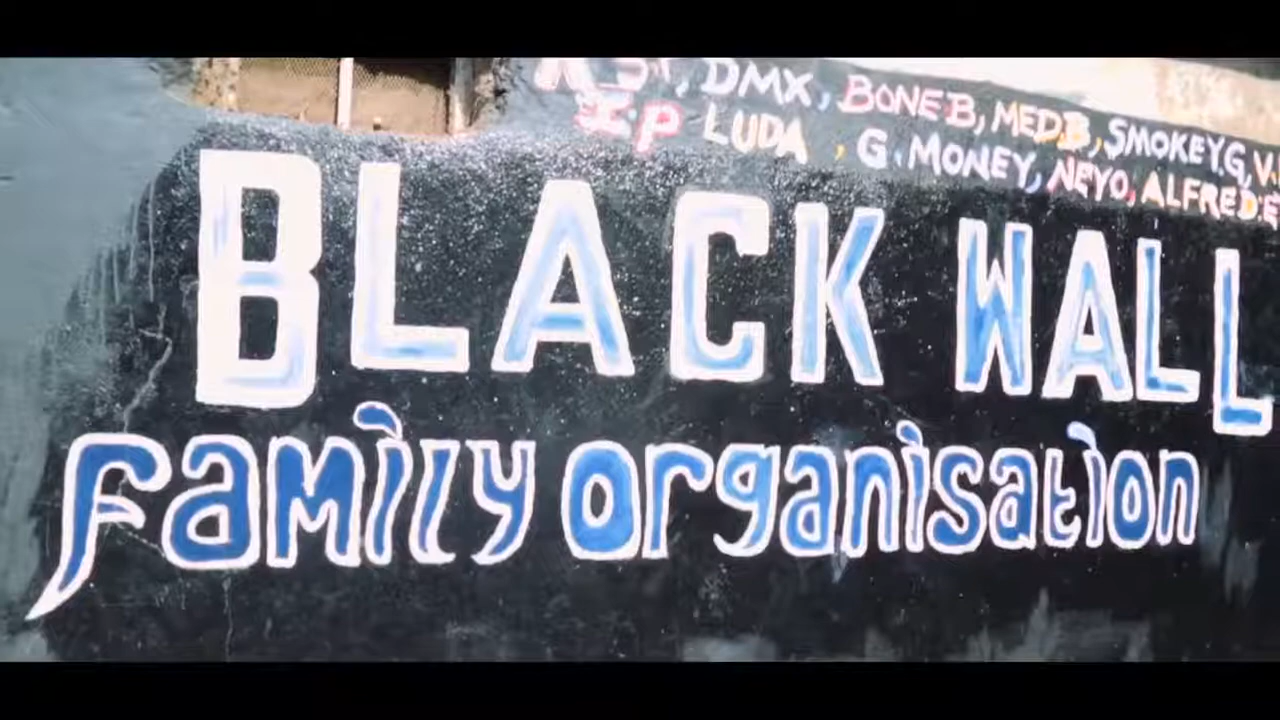 DMX, BONEB, MEDB, SMOKEY.G, V.
I.P LUDA, G.MONEY, NEYO, ALFRED.E
BLACK WALL
Family organisation